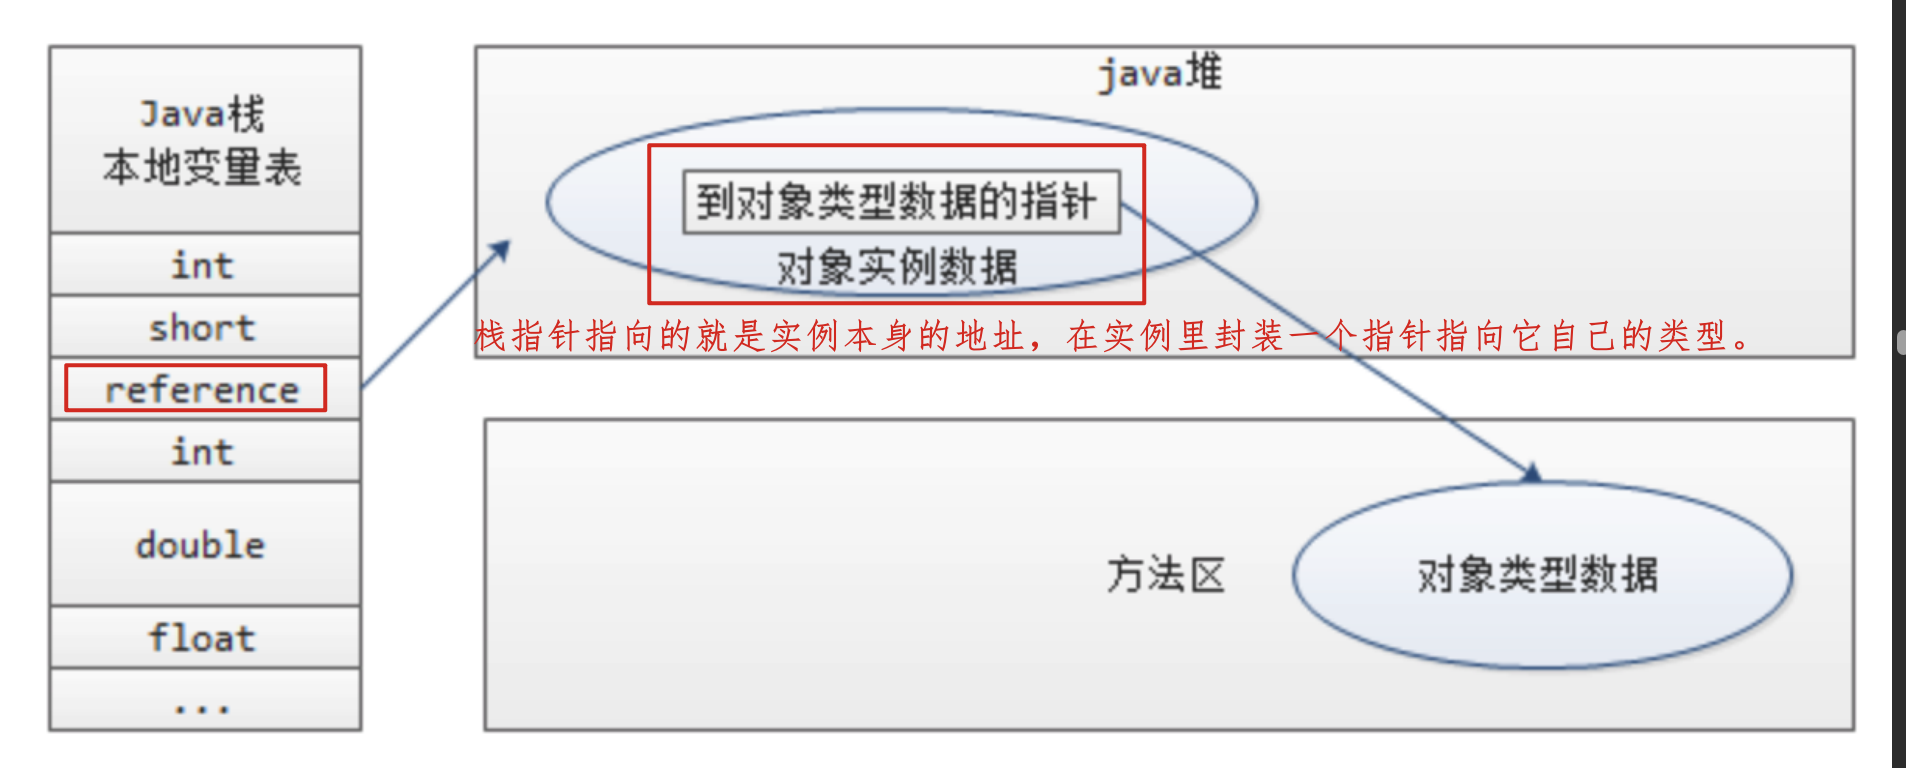 Java栈
本地变量表
int
short
reference
int
double
float
...
java堆
到对象类型数据的指针
对象实例数据
栈指针指向的就是实例本身的地址，在实例里封装一个指针指向它自己的类型。
方法区
对象类型数据